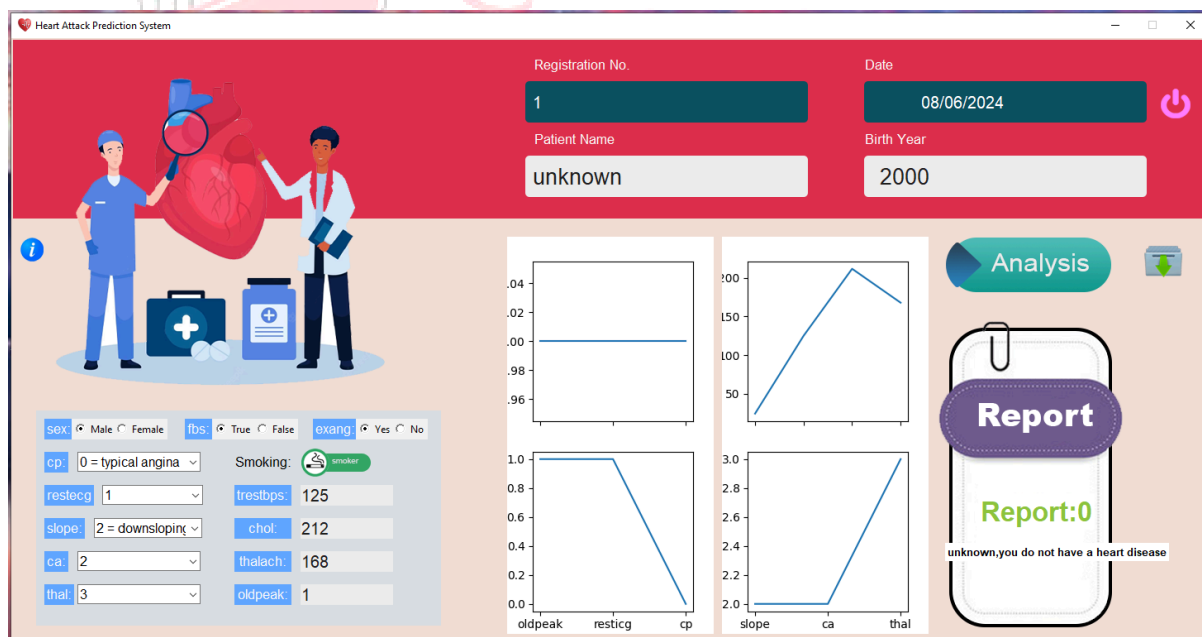 Heart Attack Prediction System
Registration No.
Date
1
08/06/2024
Patient Name
Birth Year
unknown
2000
i
Analysis
.04
.02
.00
.98
.96
200
150
100
50
Report
Report:0
unknown,you do not have a heart disease
sex: Male Female fbs: True False exang: Yes No
cp: 0 = typical angina Smoking: smoker
restecg 1 trestbps: 125
slope: 2 = downsloping chol: 212
ca: 2 thalach: 168
thal: 3 oldpeak: 1
1.0
0.8
0.6
0.4
0.2
0.0
oldpeak resticg cp
3.0
2.8
2.6
2.4
2.2
2.0
slope ca thal